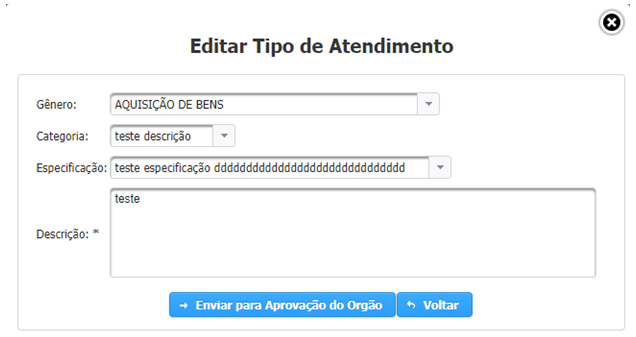 Editar Tipo de Atendimento
Gênero: AQUISIÇÃO DE BENS
Categoria: teste descrição
Especificação: teste especificação dddddddddddddddddddddddddddddd
teste
Descrição: *
Enviar para Aprovação do Orgão Voltar